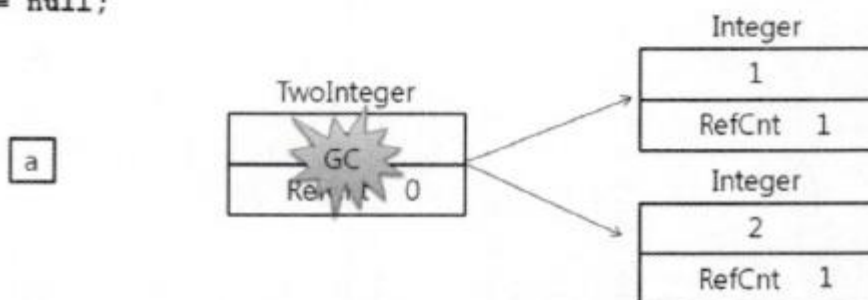 = null;
Integer
1
RefCnt 1
TwoInteger
GC
0
a
Integer
2
RefCnt 1